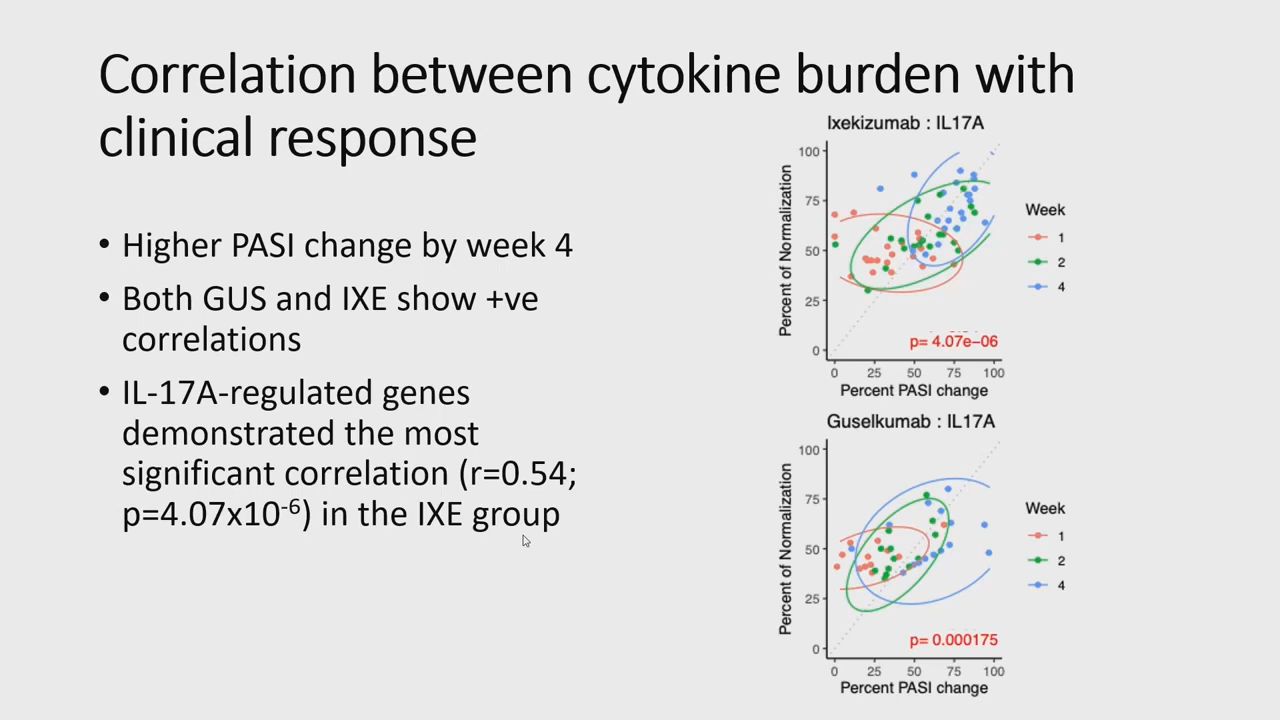 Correlation between cytokine burden with
clinical response
• Higher PASI change by week 4
• Both GUS and IXE show +ve
correlations
• IL-17A-regulated genes
demonstrated the most
significant correlation (r=0.54;
p=4.07x10⁻⁶) in the IXE group
Ixekizumab : IL17A
Percent of Normalization
100
75
50
25
0
p= 4.07e−06
0 25 50 75 100
Percent PASI change
Week
1
2
4
Guselkumab : IL17A
Percent of Normalization
100
75
50
25
0
p= 0.000175
0 25 50 75 100
Percent PASI change
Week
1
2
4